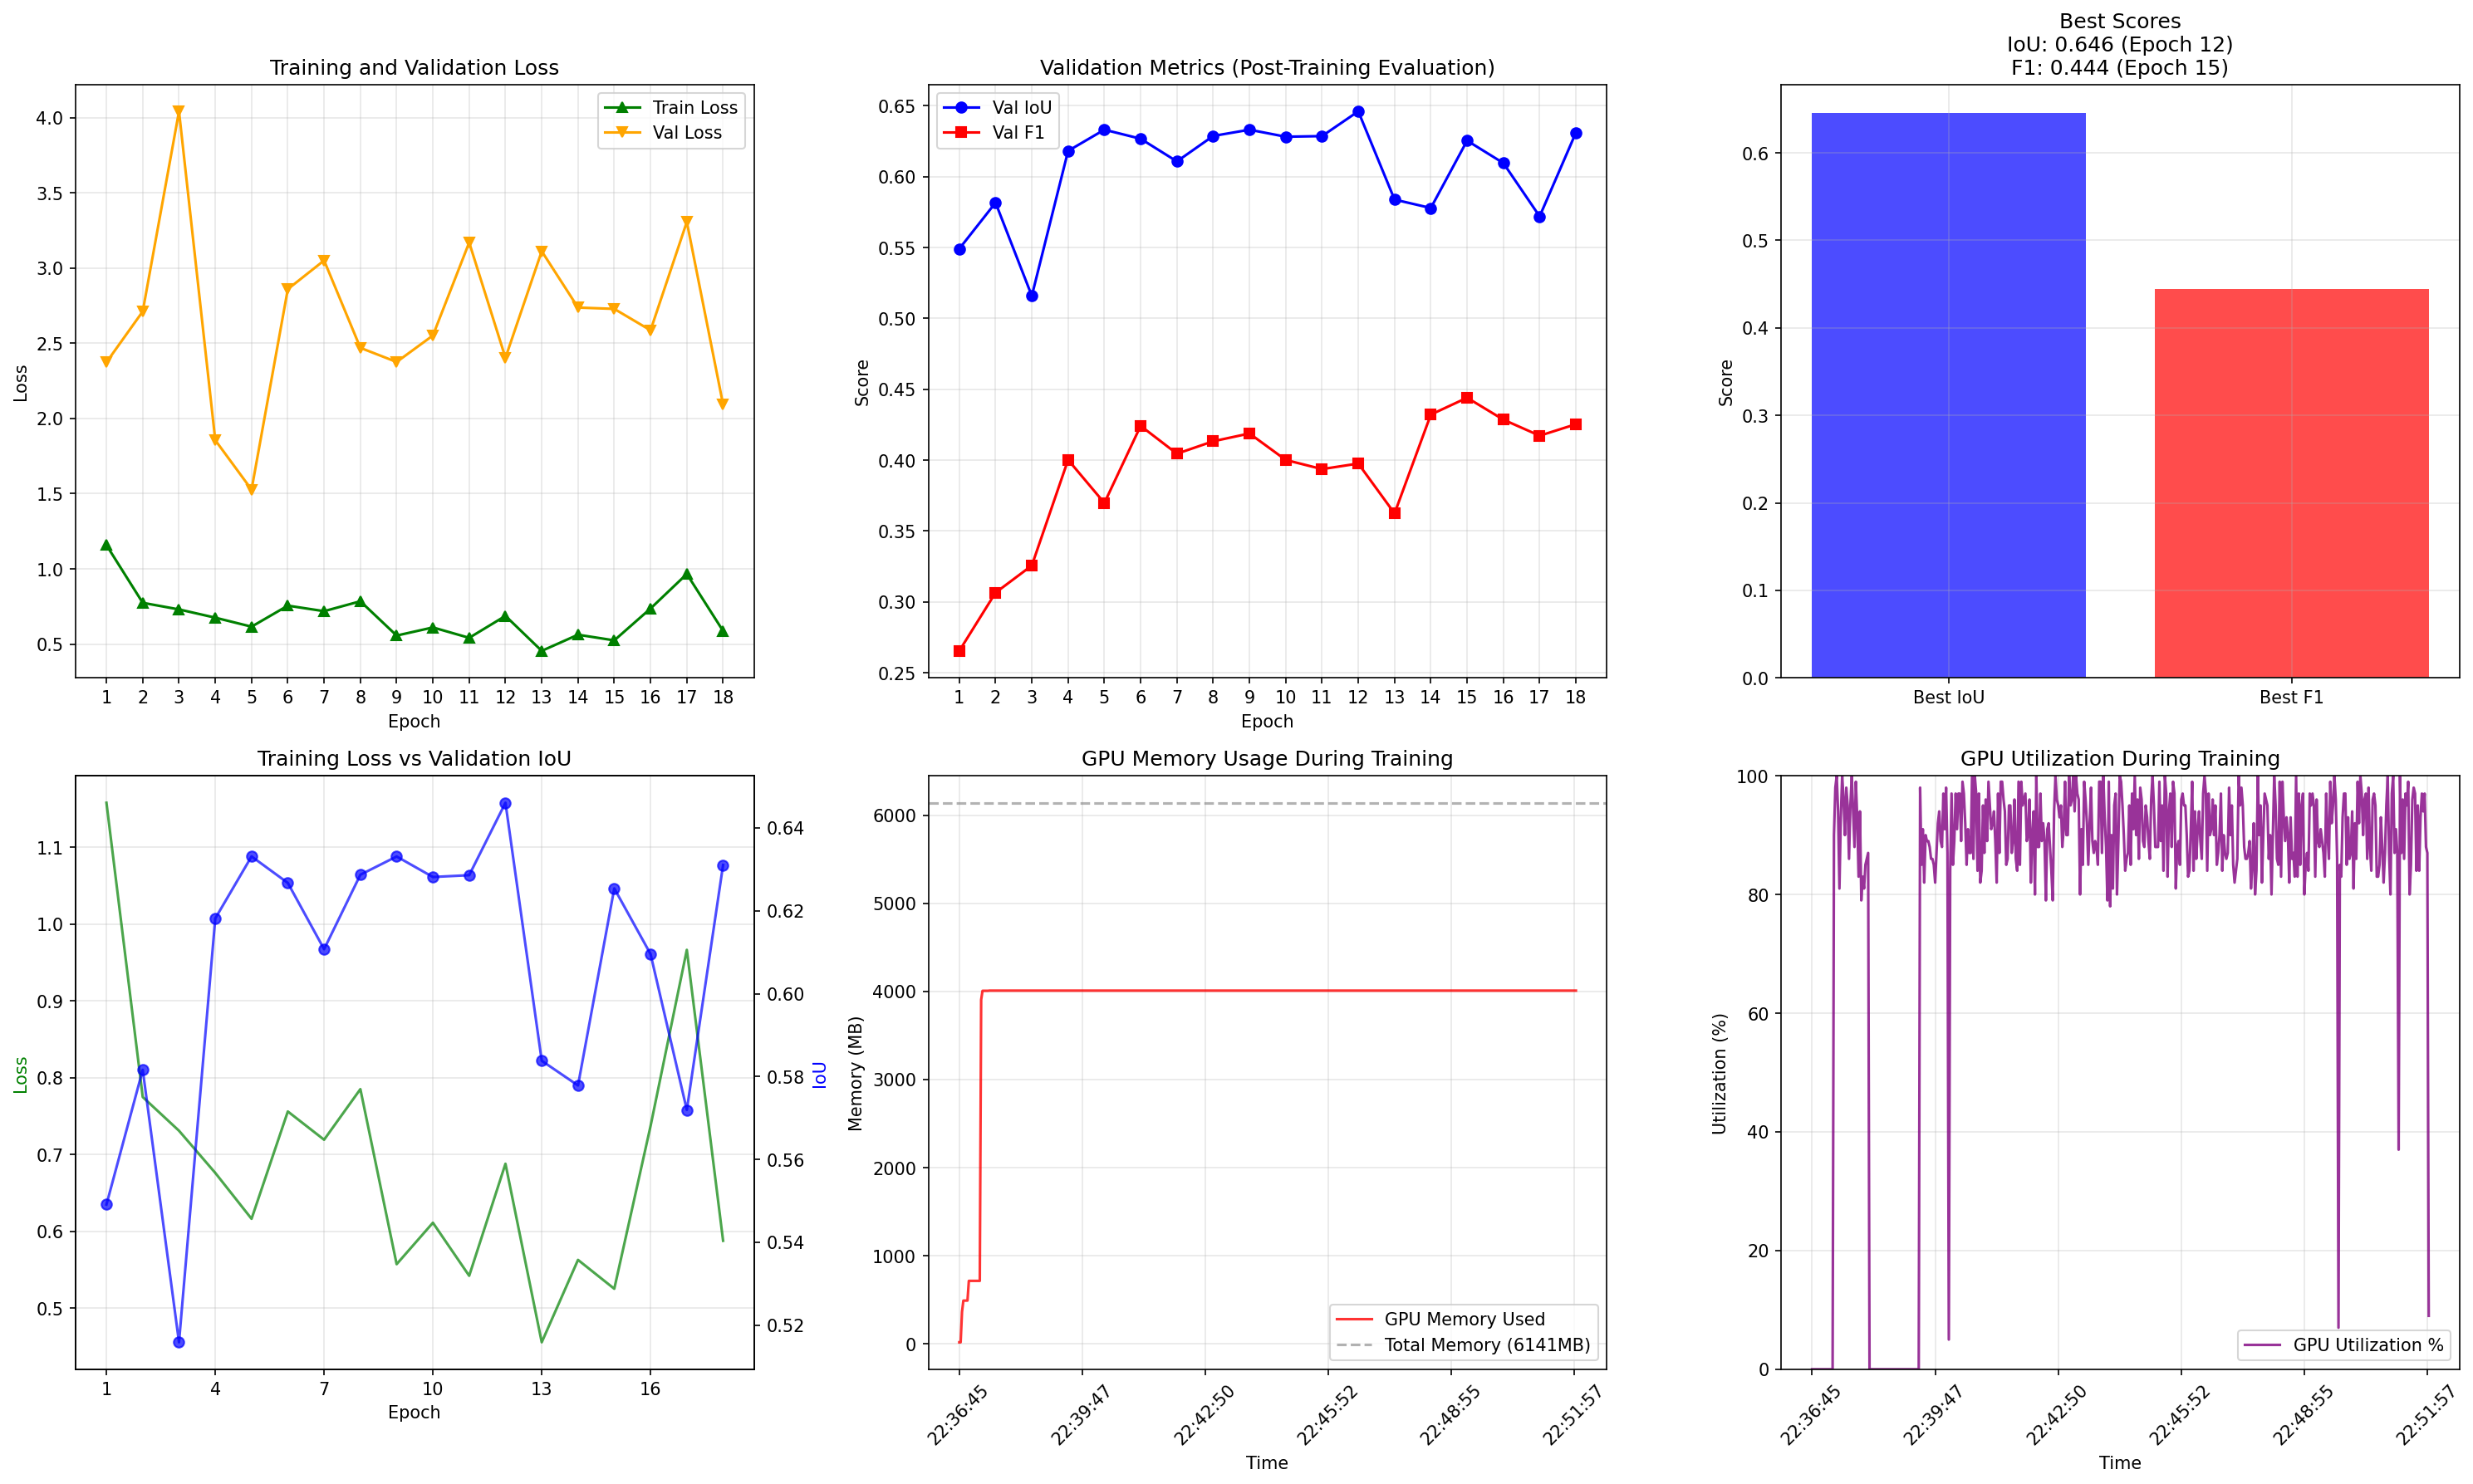 Training and Validation Loss
Train Loss
Val Loss
4.0
3.5
3.0
2.5
2.0
1.5
1.0
0.5
Loss
1 2 3 4 5 6 7 8 9 10 11 12 13 14 15 16 17 18
Epoch
Validation Metrics (Post-Training Evaluation)
Val IoU
Val F1
0.65
0.60
0.55
0.50
0.45
0.40
0.35
0.30
0.25
Score
1 2 3 4 5 6 7 8 9 10 11 12 13 14 15 16 17 18
Epoch
Best Scores
IoU: 0.646 (Epoch 12)
F1: 0.444 (Epoch 15)
0.6
0.5
0.4
0.3
0.2
0.1
0.0
Score
Best IoU Best F1
Training Loss vs Validation IoU
1.1
1.0
0.9
0.8
0.7
0.6
0.5
Loss
0.64
0.62
0.60
0.58
0.56
0.54
0.52
IoU
1 4 7 10 13 16
Epoch
GPU Memory Usage During Training
6000
5000
4000
3000
2000
1000
0
Memory (MB)
GPU Memory Used
Total Memory (6141MB)
22:36:45 22:39:47 22:42:50 22:45:52 22:48:55 22:51:57
Time
GPU Utilization During Training
100
80
60
40
20
0
Utilization (%)
GPU Utilization %
22:36:45 22:39:47 22:42:50 22:45:52 22:48:55 22:51:57
Time